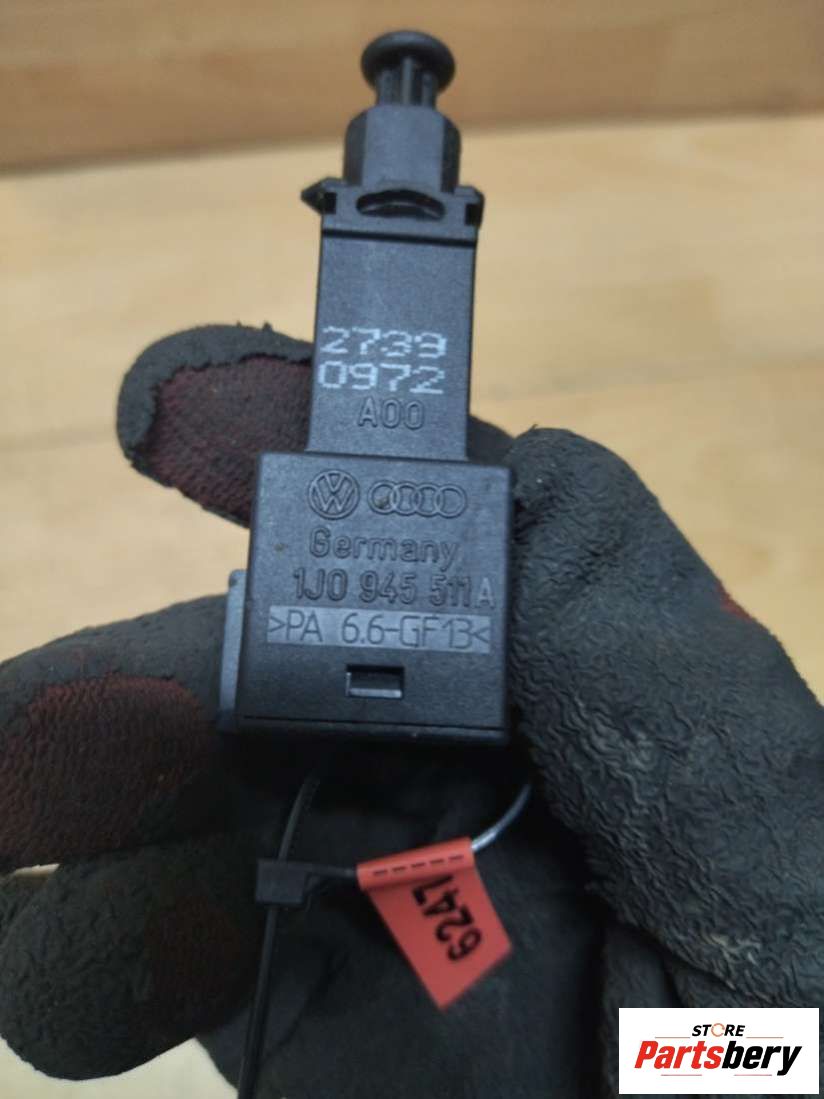 2739
0972
A00
Germany
1J0 945 511 A
>PA 6.6-GF13<
6247
STORE
Partsbery